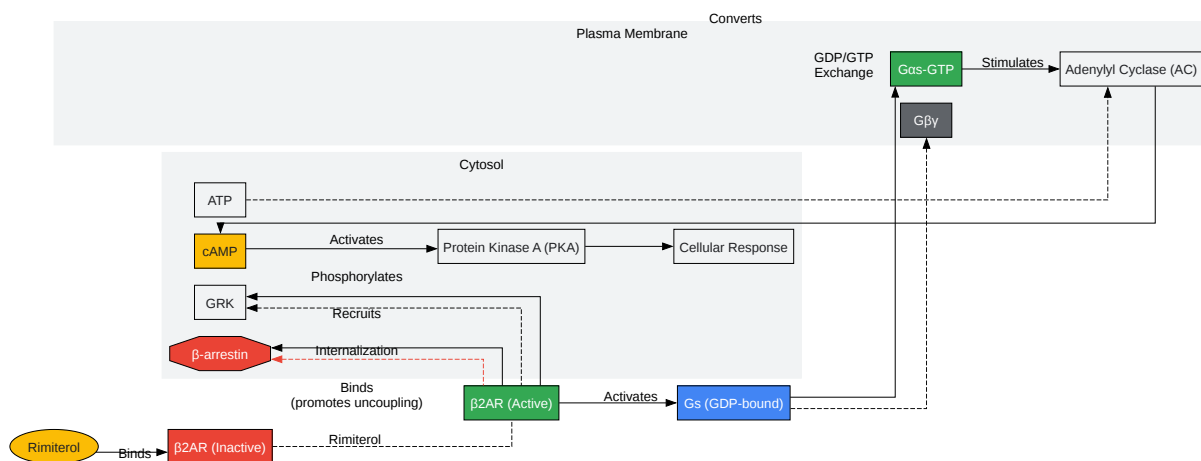 Converts
Plasma Membrane
GDP/GTP
Exchange
Gαs-GTP
Stimulates
Adenylyl Cyclase (AC)
Gβγ
Cytosol
ATP
cAMP
Activates
Protein Kinase A (PKA)
Cellular Response
Phosphorylates
GRK
Recruits
β-arrestin
Internalization
Binds
(promotes uncoupling)
β2AR (Active)
Activates
Gs (GDP-bound)
Rimiterol
Binds
β2AR (Inactive)
Rimiterol